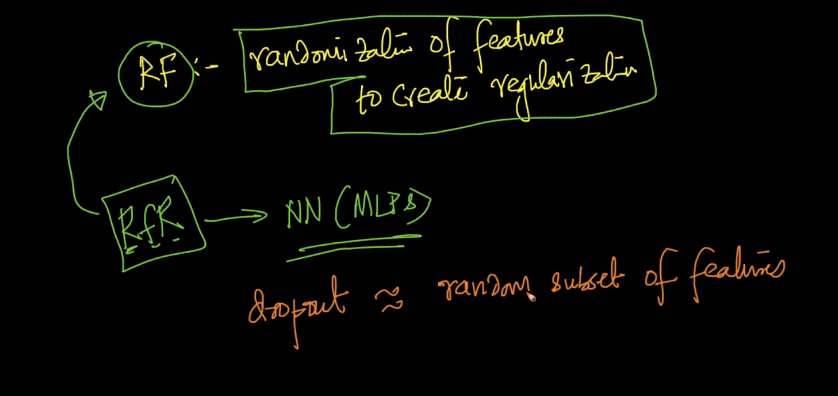 RF :- randomization of features
to create regularization
RfR → NN (MLPs)
dropout ≈ random subset of features